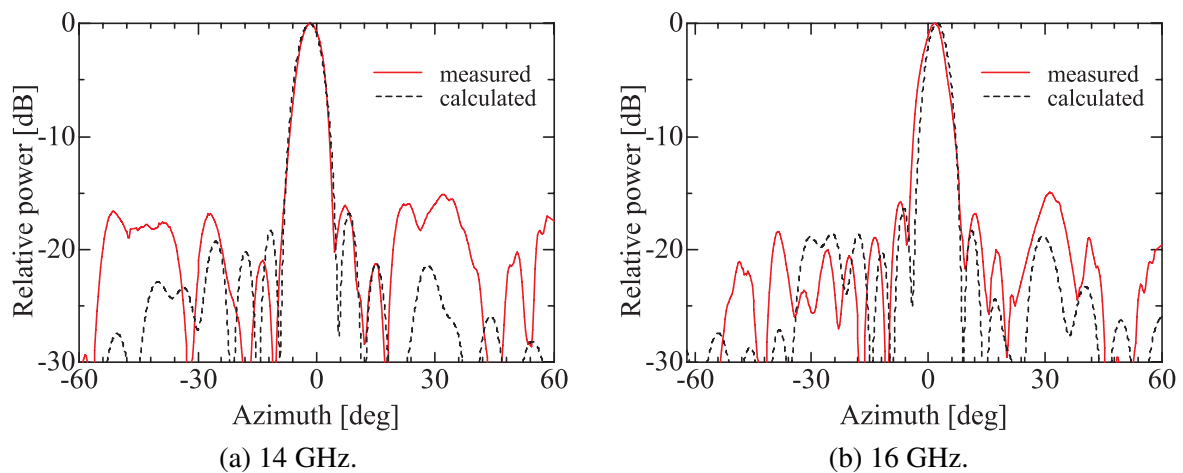 0
-10
-20
-30
Relative power [dB]
measured
calculated
-60
-30
0
30
60
Azimuth [deg]
(a) 14 GHz.
0
-10
-20
-30
Relative power [dB]
measured
calculated
-60
-30
0
30
60
Azimuth [deg]
(b) 16 GHz.